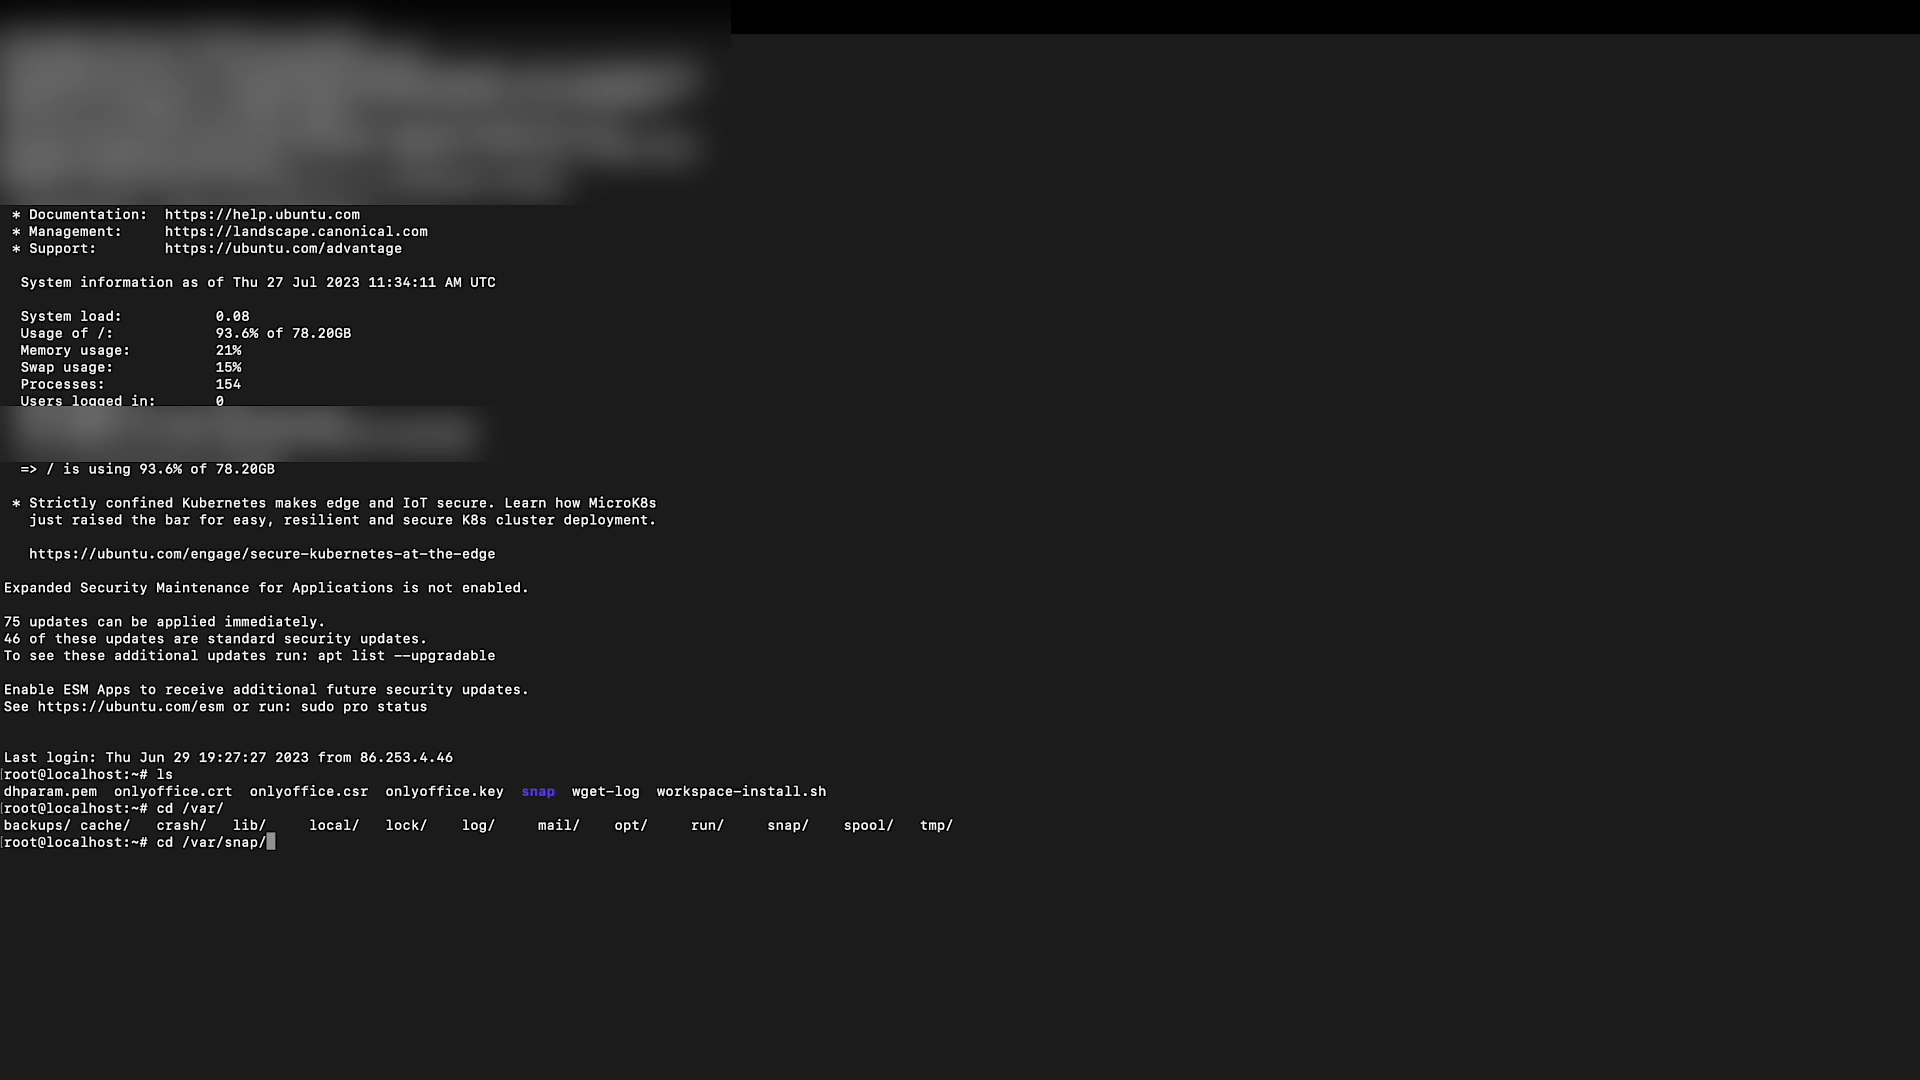 * Documentation:  https://help.ubuntu.com
* Management:     https://landscape.canonical.com
* Support:        https://ubuntu.com/advantage
System information as of Thu 27 Jul 2023 11:34:11 AM UTC
System load:           0.08
Usage of /:            93.6% of 78.20GB
Memory usage:          21%
Swap usage:            15%
Processes:             154
Users logged in:       0
=> / is using 93.6% of 78.20GB
* Strictly confined Kubernetes makes edge and IoT secure. Learn how MicroK8s
just raised the bar for easy, resilient and secure K8s cluster deployment.
https://ubuntu.com/engage/secure-kubernetes-at-the-edge
Expanded Security Maintenance for Applications is not enabled.
75 updates can be applied immediately.
46 of these updates are standard security updates.
To see these additional updates run: apt list --upgradable
Enable ESM Apps to receive additional future security updates.
See https://ubuntu.com/esm or run: sudo pro status
Last login: Thu Jun 29 19:27:27 2023 from 86.253.4.46
[root@localhost:~# ls
dhparam.pem  onlyoffice.crt  onlyoffice.csr  onlyoffice.key  snap  wget-log  workspace-install.sh
[root@localhost:~# cd /var/
backups/ cache/   crash/   lib/     local/   lock/    log/     mail/    opt/     run/     snap/    spool/   tmp/
[root@localhost:~# cd /var/snap/